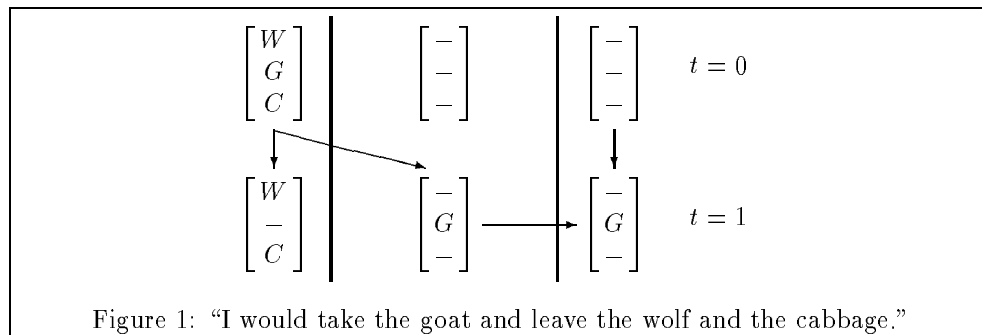 W – –
G – – t = 0
C – –
W – –
– G G t = 1
C – –
Figure 1: “I would take the goat and leave the wolf and the cabbage.”